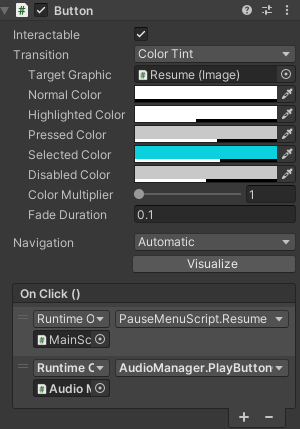 Button
Interactable
Transition Color Tint
Target Graphic Resume (Image)
Normal Color
Highlighted Color
Pressed Color
Selected Color
Disabled Color
Color Multiplier 1
Fade Duration 0.1
Navigation Automatic
Visualize
On Click ()
Runtime O PauseMenuScript.Resume
MainSc
Runtime O AudioManager.PlayButton
Audio M